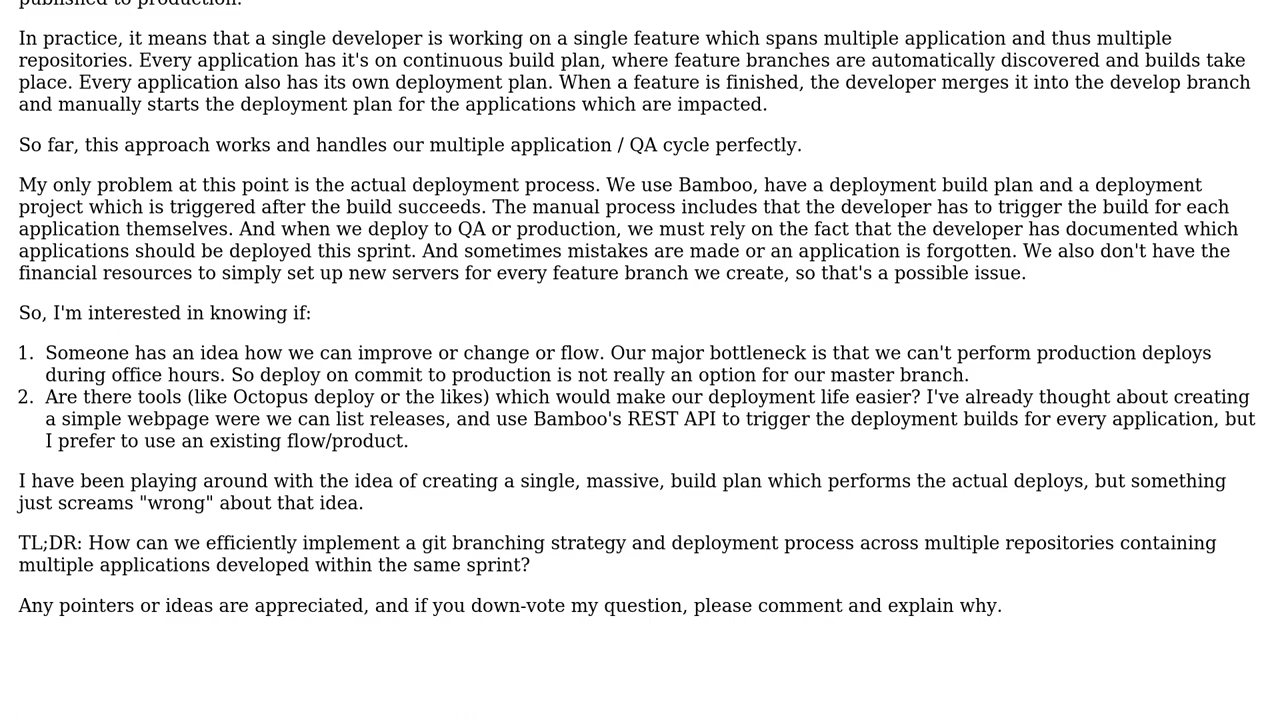 published to production.
In practice, it means that a single developer is working on a single feature which spans multiple application and thus multiple
repositories. Every application has it's on continuous build plan, where feature branches are automatically discovered and builds take
place. Every application also has its own deployment plan. When a feature is finished, the developer merges it into the develop branch
and manually starts the deployment plan for the applications which are impacted.
So far, this approach works and handles our multiple application / QA cycle perfectly.
My only problem at this point is the actual deployment process. We use Bamboo, have a deployment build plan and a deployment
project which is triggered after the build succeeds. The manual process includes that the developer has to trigger the build for each
application themselves. And when we deploy to QA or production, we must rely on the fact that the developer has documented which
applications should be deployed this sprint. And sometimes mistakes are made or an application is forgotten. We also don't have the
financial resources to simply set up new servers for every feature branch we create, so that's a possible issue.
So, I'm interested in knowing if:
1. Someone has an idea how we can improve or change or flow. Our major bottleneck is that we can't perform production deploys
during office hours. So deploy on commit to production is not really an option for our master branch.
2. Are there tools (like Octopus deploy or the likes) which would make our deployment life easier? I've already thought about creating
a simple webpage were we can list releases, and use Bamboo's REST API to trigger the deployment builds for every application, but
I prefer to use an existing flow/product.
I have been playing around with the idea of creating a single, massive, build plan which performs the actual deploys, but something
just screams "wrong" about that idea.
TL;DR: How can we efficiently implement a git branching strategy and deployment process across multiple repositories containing
multiple applications developed within the same sprint?
Any pointers or ideas are appreciated, and if you down-vote my question, please comment and explain why.